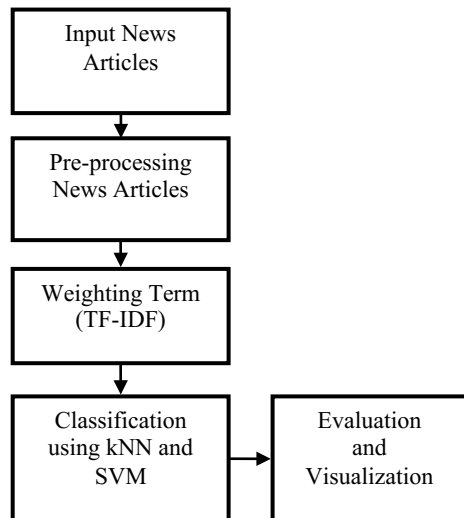 Input News
Articles
Pre-processing
News Articles
Weighting Term
(TF-IDF)
Classification
using kNN and
SVM
Evaluation
and
Visualization